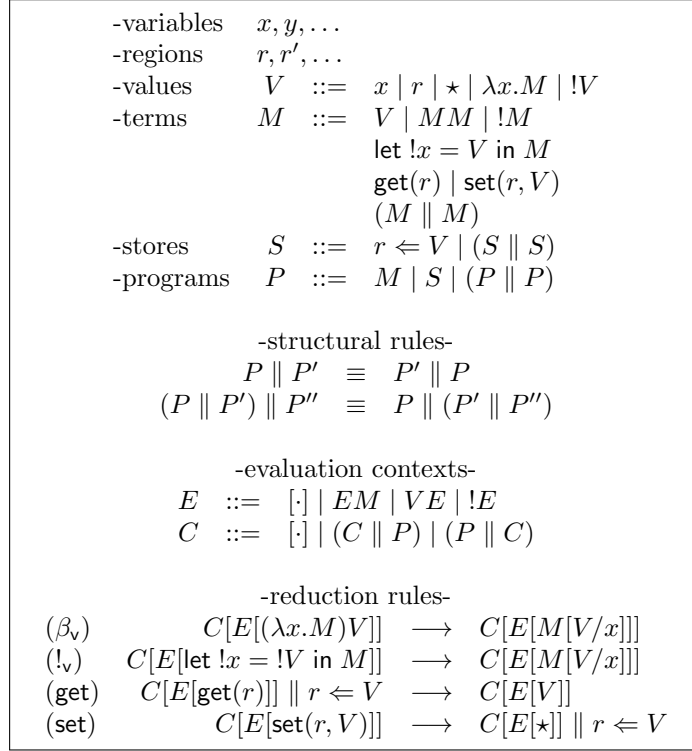 -variables x, y, …
-regions r, r′, …
-values V ::= x | r | ⋆ | λx.M | !V
-terms M ::= V | MM | !M
let !x = V in M
get(r) | set(r, V)
(M ∥ M)
-stores S ::= r ⇐ V | (S ∥ S)
-programs P ::= M | S | (P ∥ P)
-structural rules-
P ∥ P′ ≡ P′ ∥ P
(P ∥ P′) ∥ P″ ≡ P ∥ (P′ ∥ P″)
-evaluation contexts-
E ::= [·] | EM | VE | !E
C ::= [·] | (C ∥ P) | (P ∥ C)
-reduction rules-
(βᵥ) C[E[(λx.M)V]] ⟶ C[E[M[V/x]]]
(!ᵥ) C[E[let !x = !V in M]] ⟶ C[E[M[V/x]]]
(get) C[E[get(r)]] ∥ r ⇐ V ⟶ C[E[V]]
(set) C[E[set(r, V)]] ⟶ C[E[⋆]] ∥ r ⇐ V